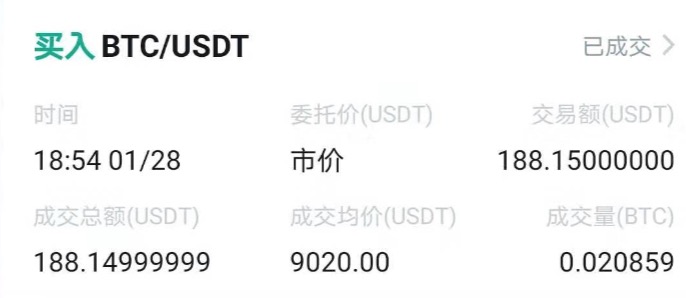 买入 BTC/USDT 已成交
时间 委托价(USDT) 交易额(USDT)
18:54 01/28 市价 188.15000000
成交总额(USDT) 成交均价(USDT) 成交量(BTC)
188.14999999 9020.00 0.020859